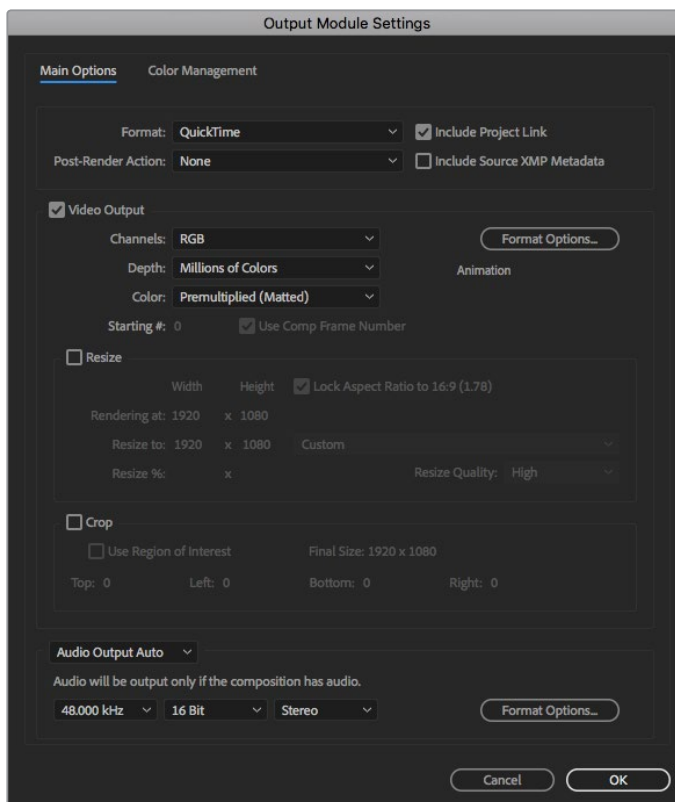 Output Module Settings
Main Options Color Management
Format: QuickTime Include Project Link
Post-Render Action: None Include Source XMP Metadata
Video Output
Channels: RGB Format Options...
Depth: Millions of Colors Animation
Color: Premultiplied (Matted)
Starting #: 0 Use Comp Frame Number
Resize
Width Height Lock Aspect Ratio to 16:9 (1.78)
Rendering at: 1920 x 1080
Resize to: 1920 x 1080 Custom
Resize %: x Resize Quality: High
Crop
Use Region of Interest Final Size: 1920 x 1080
Top: 0 Left: 0 Bottom: 0 Right: 0
Audio Output Auto
Audio will be output only if the composition has audio.
48.000 kHz 16 Bit Stereo Format Options...
Cancel OK